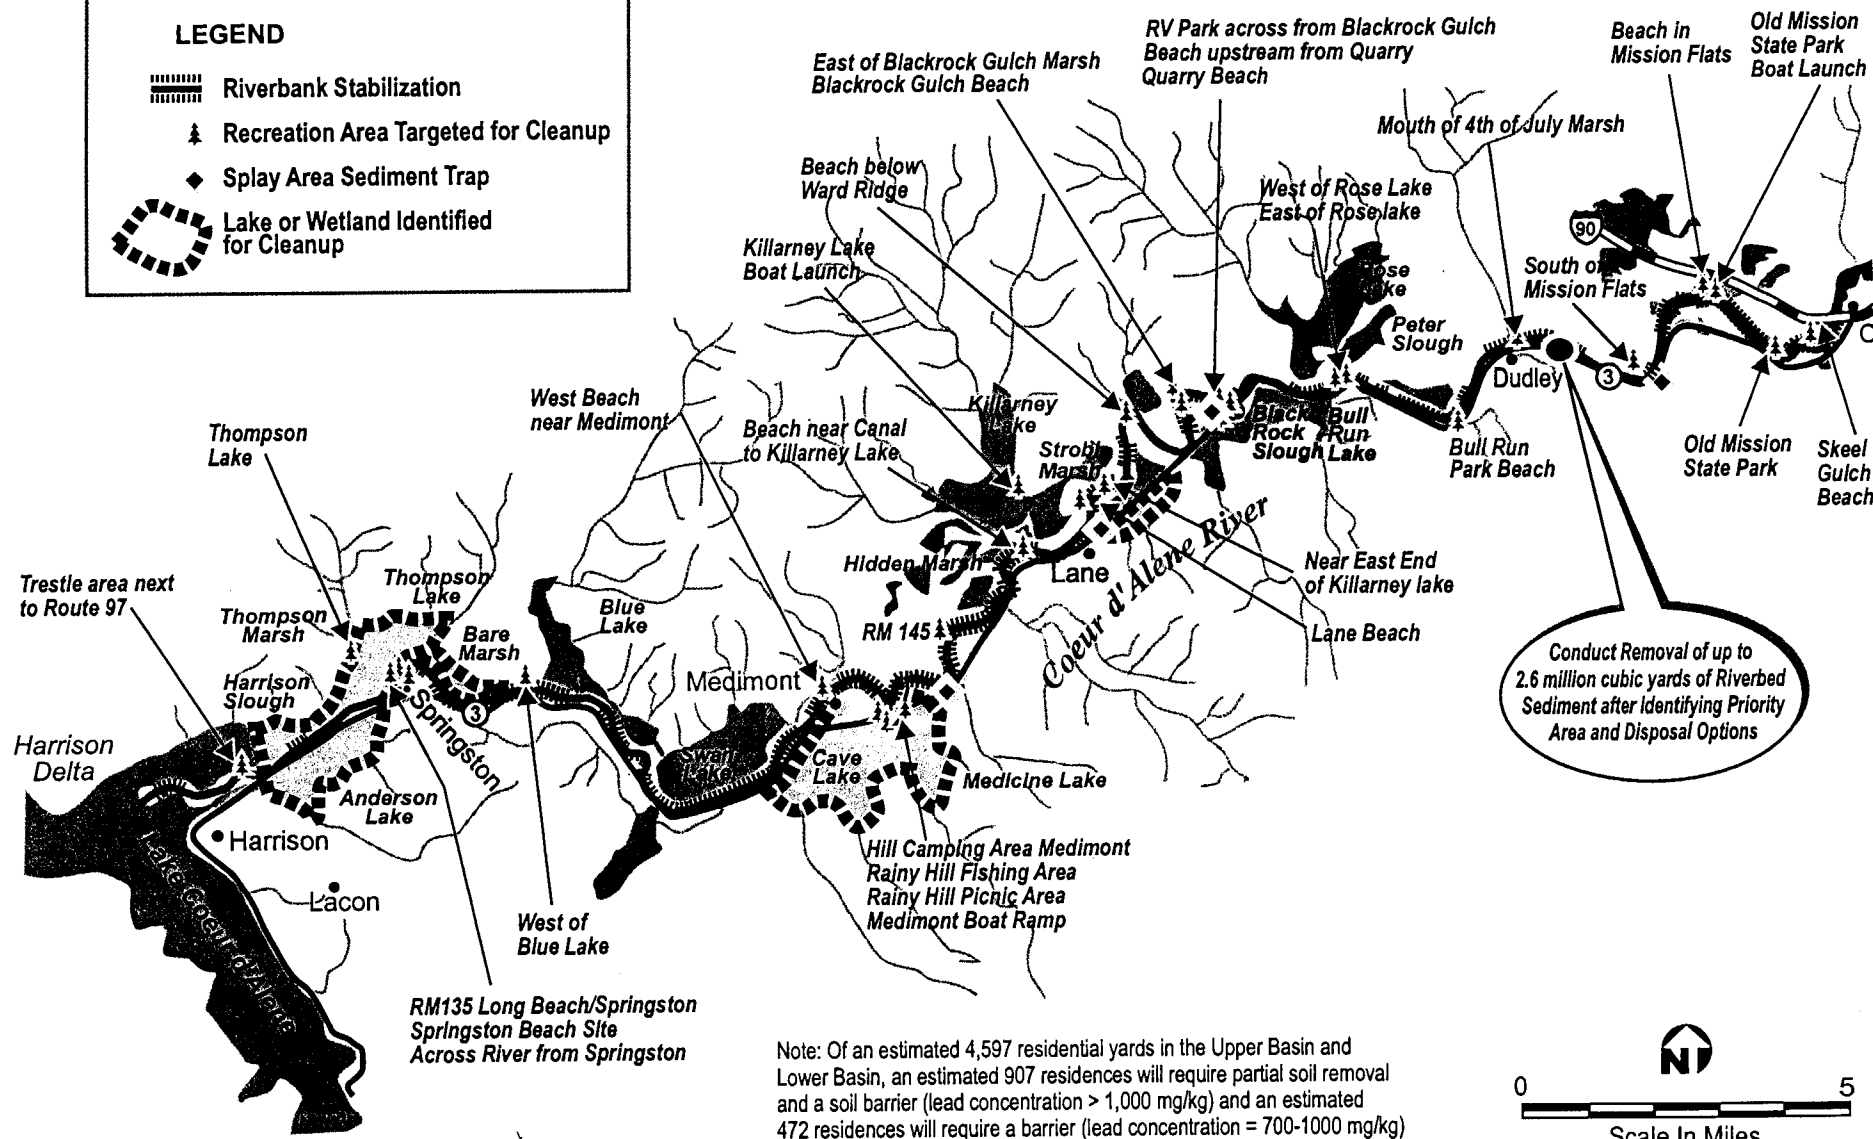 LEGEND
Riverbank Stabilization
Recreation Area Targeted for Cleanup
Splay Area Sediment Trap
Lake or Wetland Identified
for Cleanup
RV Park across from Blackrock Gulch
Beach upstream from Quarry
Quarry Beach
East of Blackrock Gulch Marsh
Blackrock Gulch Beach
Beach in
Mission Flats
Old Mission
State Park
Boat Launch
Mouth of 4th of July Marsh
Beach below
Ward Ridge
West of Rose Lake
East of Rose lake
Killarney Lake
Boat Launch
90
South of
Mission Flats
Peter
Slough
Dudley
3
West Beach
near Medimont
Beach near Canal
to Killarney Lake
Killarney
Lake
Strobl
Marsh
Black
Rock
Slough
Bull
Run
Lake
Bull Run
Park Beach
Old Mission
State Park
Skeel
Gulch
Beach
Thompson
Lake
Hidden Marsh
Lane
Coeur d'Alene River
Near East End
of Killarney lake
Lane Beach
RM 145
Trestle area next
to Route 97
Thompson
Marsh
Thompson
Lake
Bare
Marsh
Blue
Lake
Harrison
Slough
Springston
3
Medimont
Harrison
Delta
Swan
Lake
Cave
Lake
Medicine Lake
Anderson
Lake
Harrison
Lacon
Lake Coeur d'Alene
Conduct Removal of up to
2.6 million cubic yards of Riverbed
Sediment after Identifying Priority
Area and Disposal Options
Hill Camping Area Medimont
Rainy Hill Fishing Area
Rainy Hill Picnic Area
Medimont Boat Ramp
West of
Blue Lake
RM135 Long Beach/Springston
Springston Beach Site
Across River from Springston
Note: Of an estimated 4,597 residential yards in the Upper Basin and
Lower Basin, an estimated 907 residences will require partial soil removal
and a soil barrier (lead concentration > 1,000 mg/kg) and an estimated
472 residences will require a barrier (lead concentration = 700-1000 mg/kg)
N
0 5
Scale In Miles